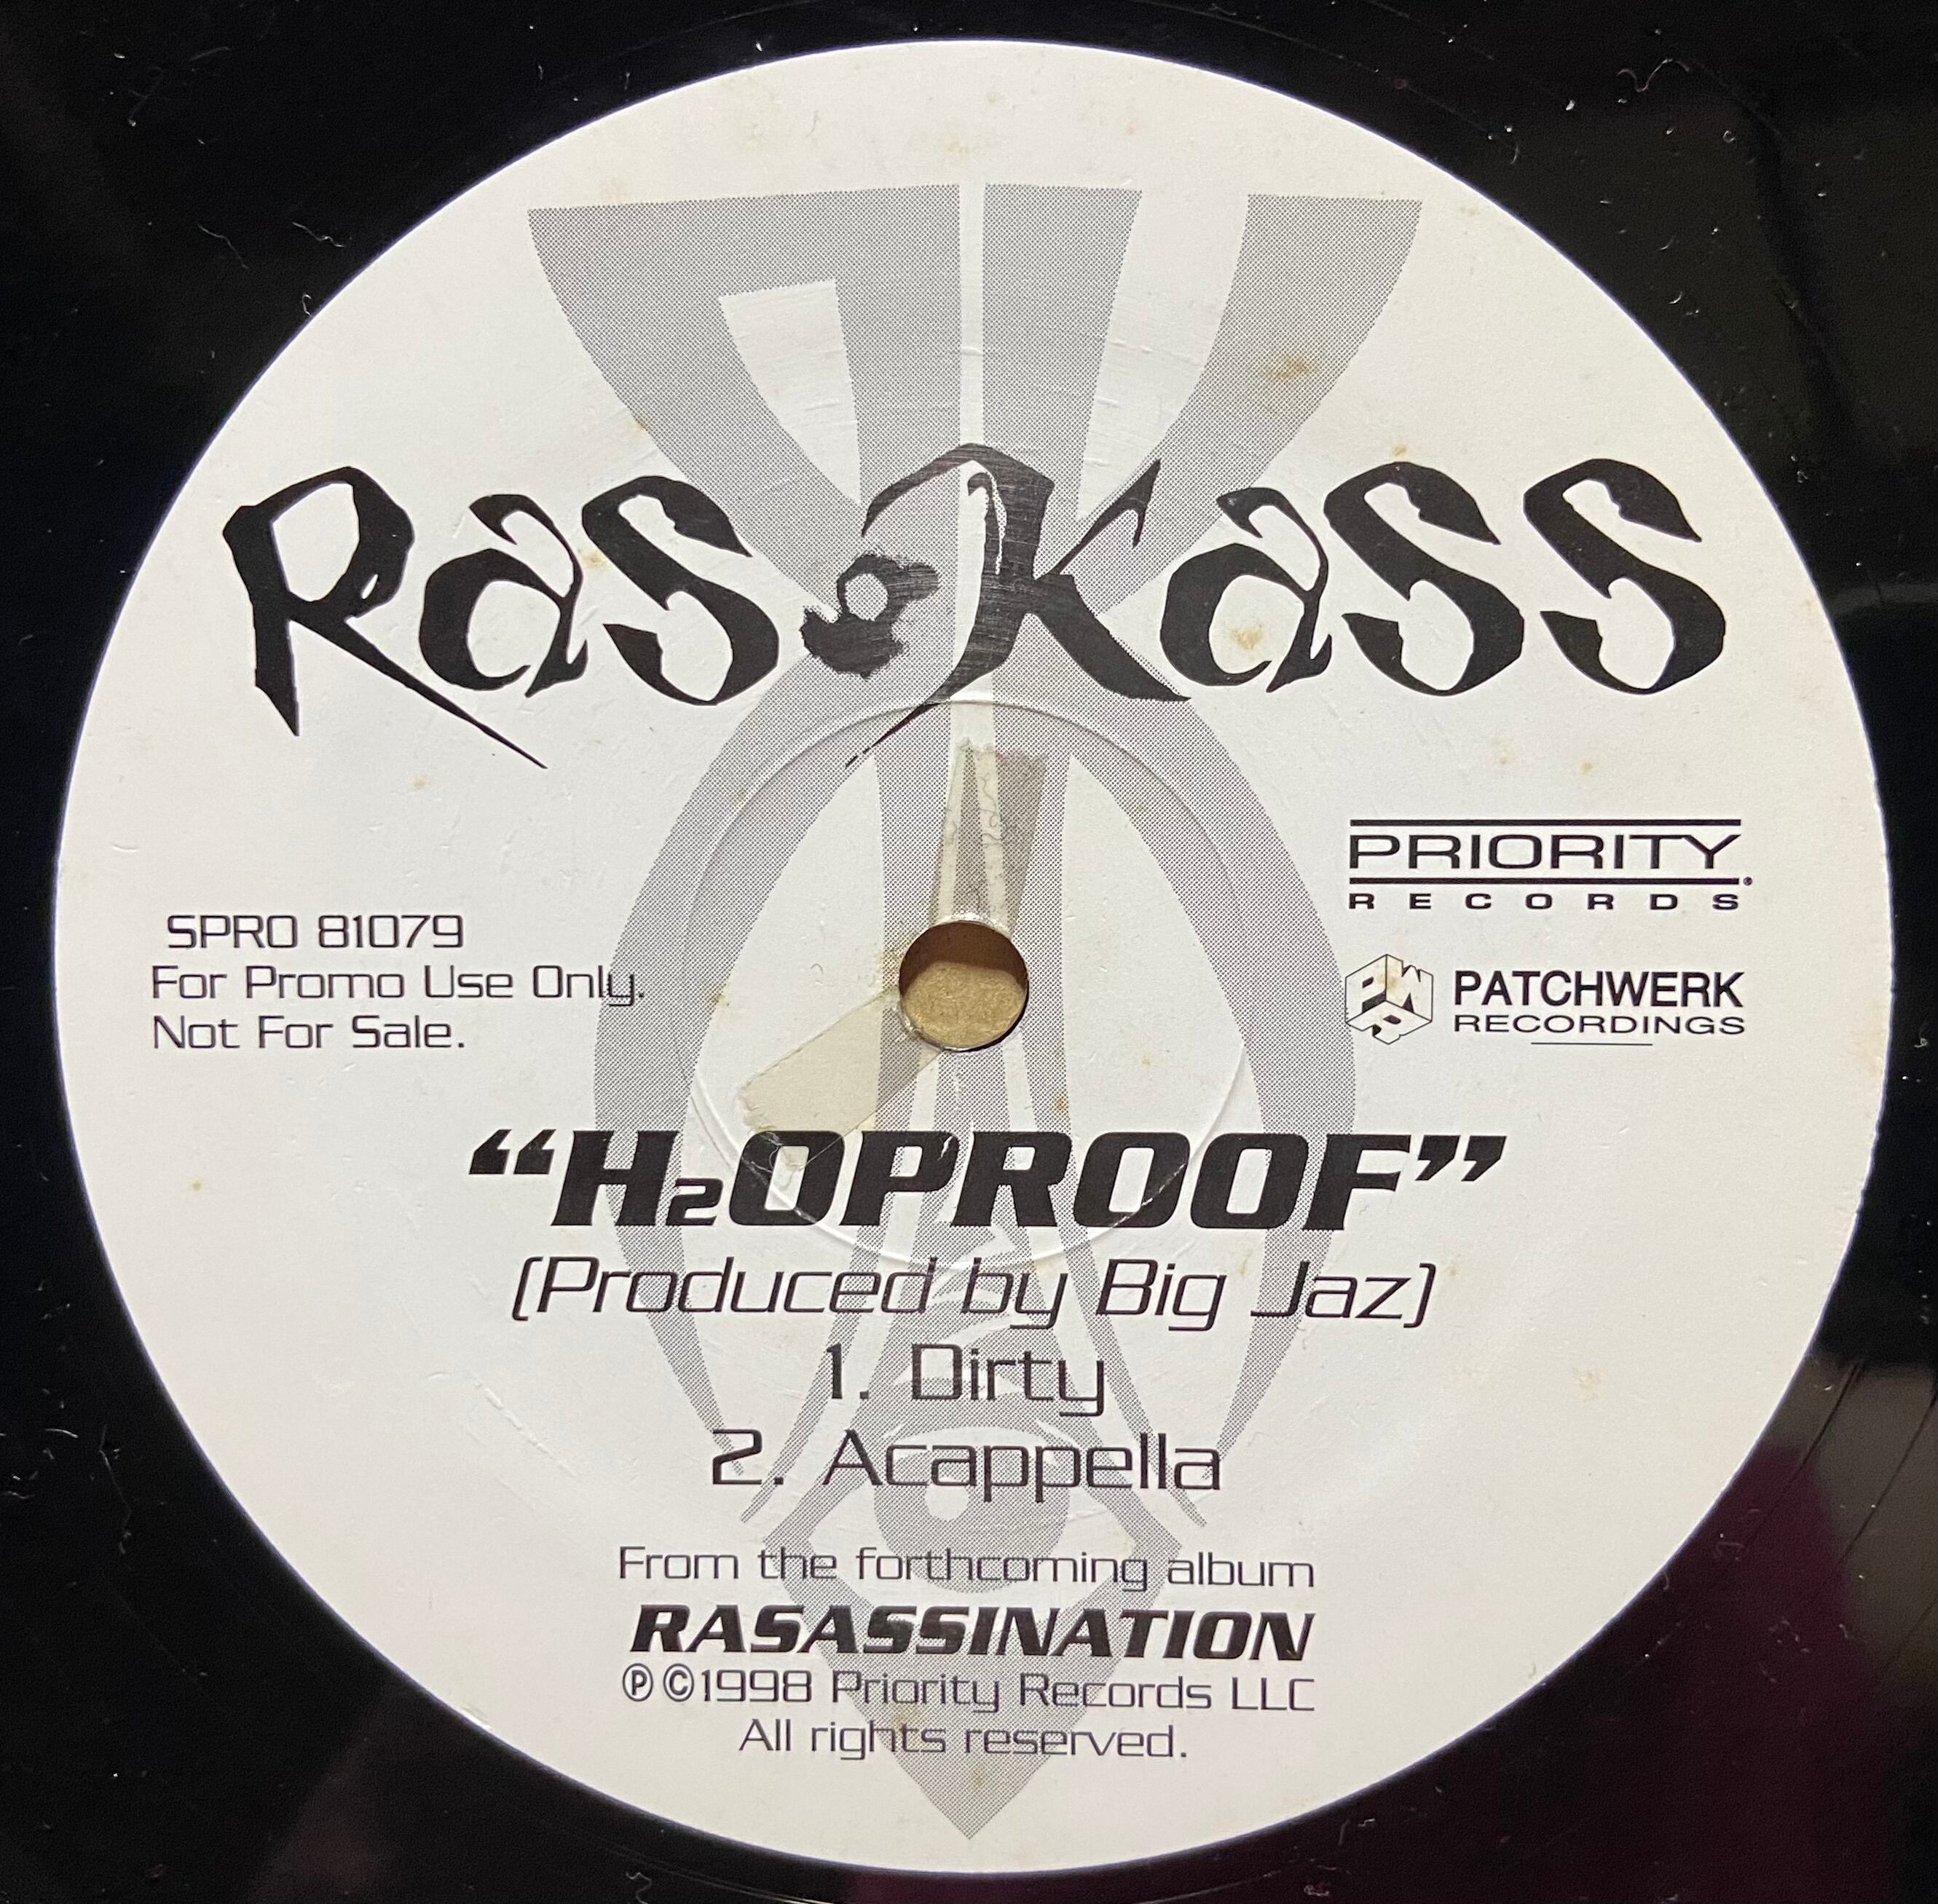 Ras Kass
PRIORITY
RECORDS
SPRO 81079
For Promo Use Only.
Not For Sale.
PWR
PATCHWERK
RECORDINGS
“H₂OPROOF”
(Produced by Big Jaz)
1. Dirty
2. Acappella
From the forthcoming album
RASASSINATION
℗©1998 Priority Records LLC
All rights reserved.